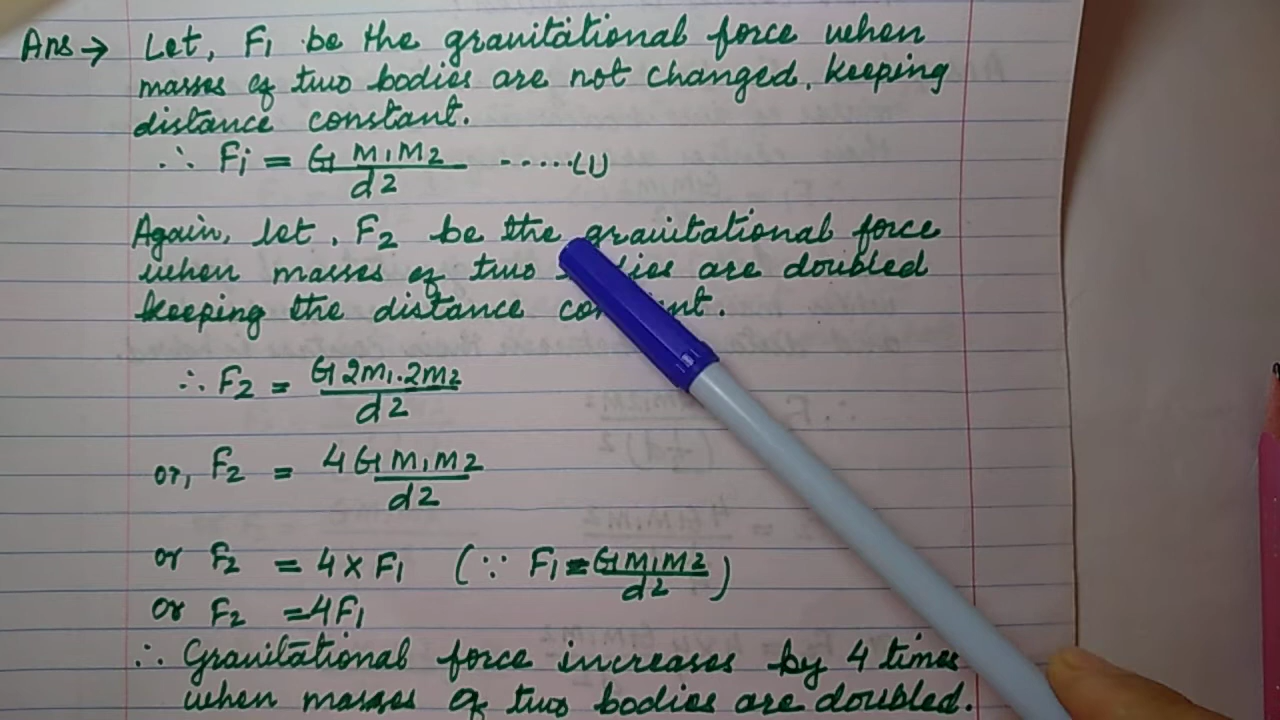 Ans → Let, F1 be the gravitational force when
masses of two bodies are not changed, keeping
distance constant.
∴ F1 = G M1M2 / d2 .....(1)
Again, let, F2 be the gravitational force
when masses of two bodies are doubled
keeping the distance constant.
∴ F2 = G 2M1.2M2 / d2
or, F2 = 4 G M1M2 / d2
or F2 = 4 x F1 (∵ F1 = G M1M2 / d2)
or F2 = 4F1
∴ Gravitational force increases by 4 times
when masses of two bodies are doubled.